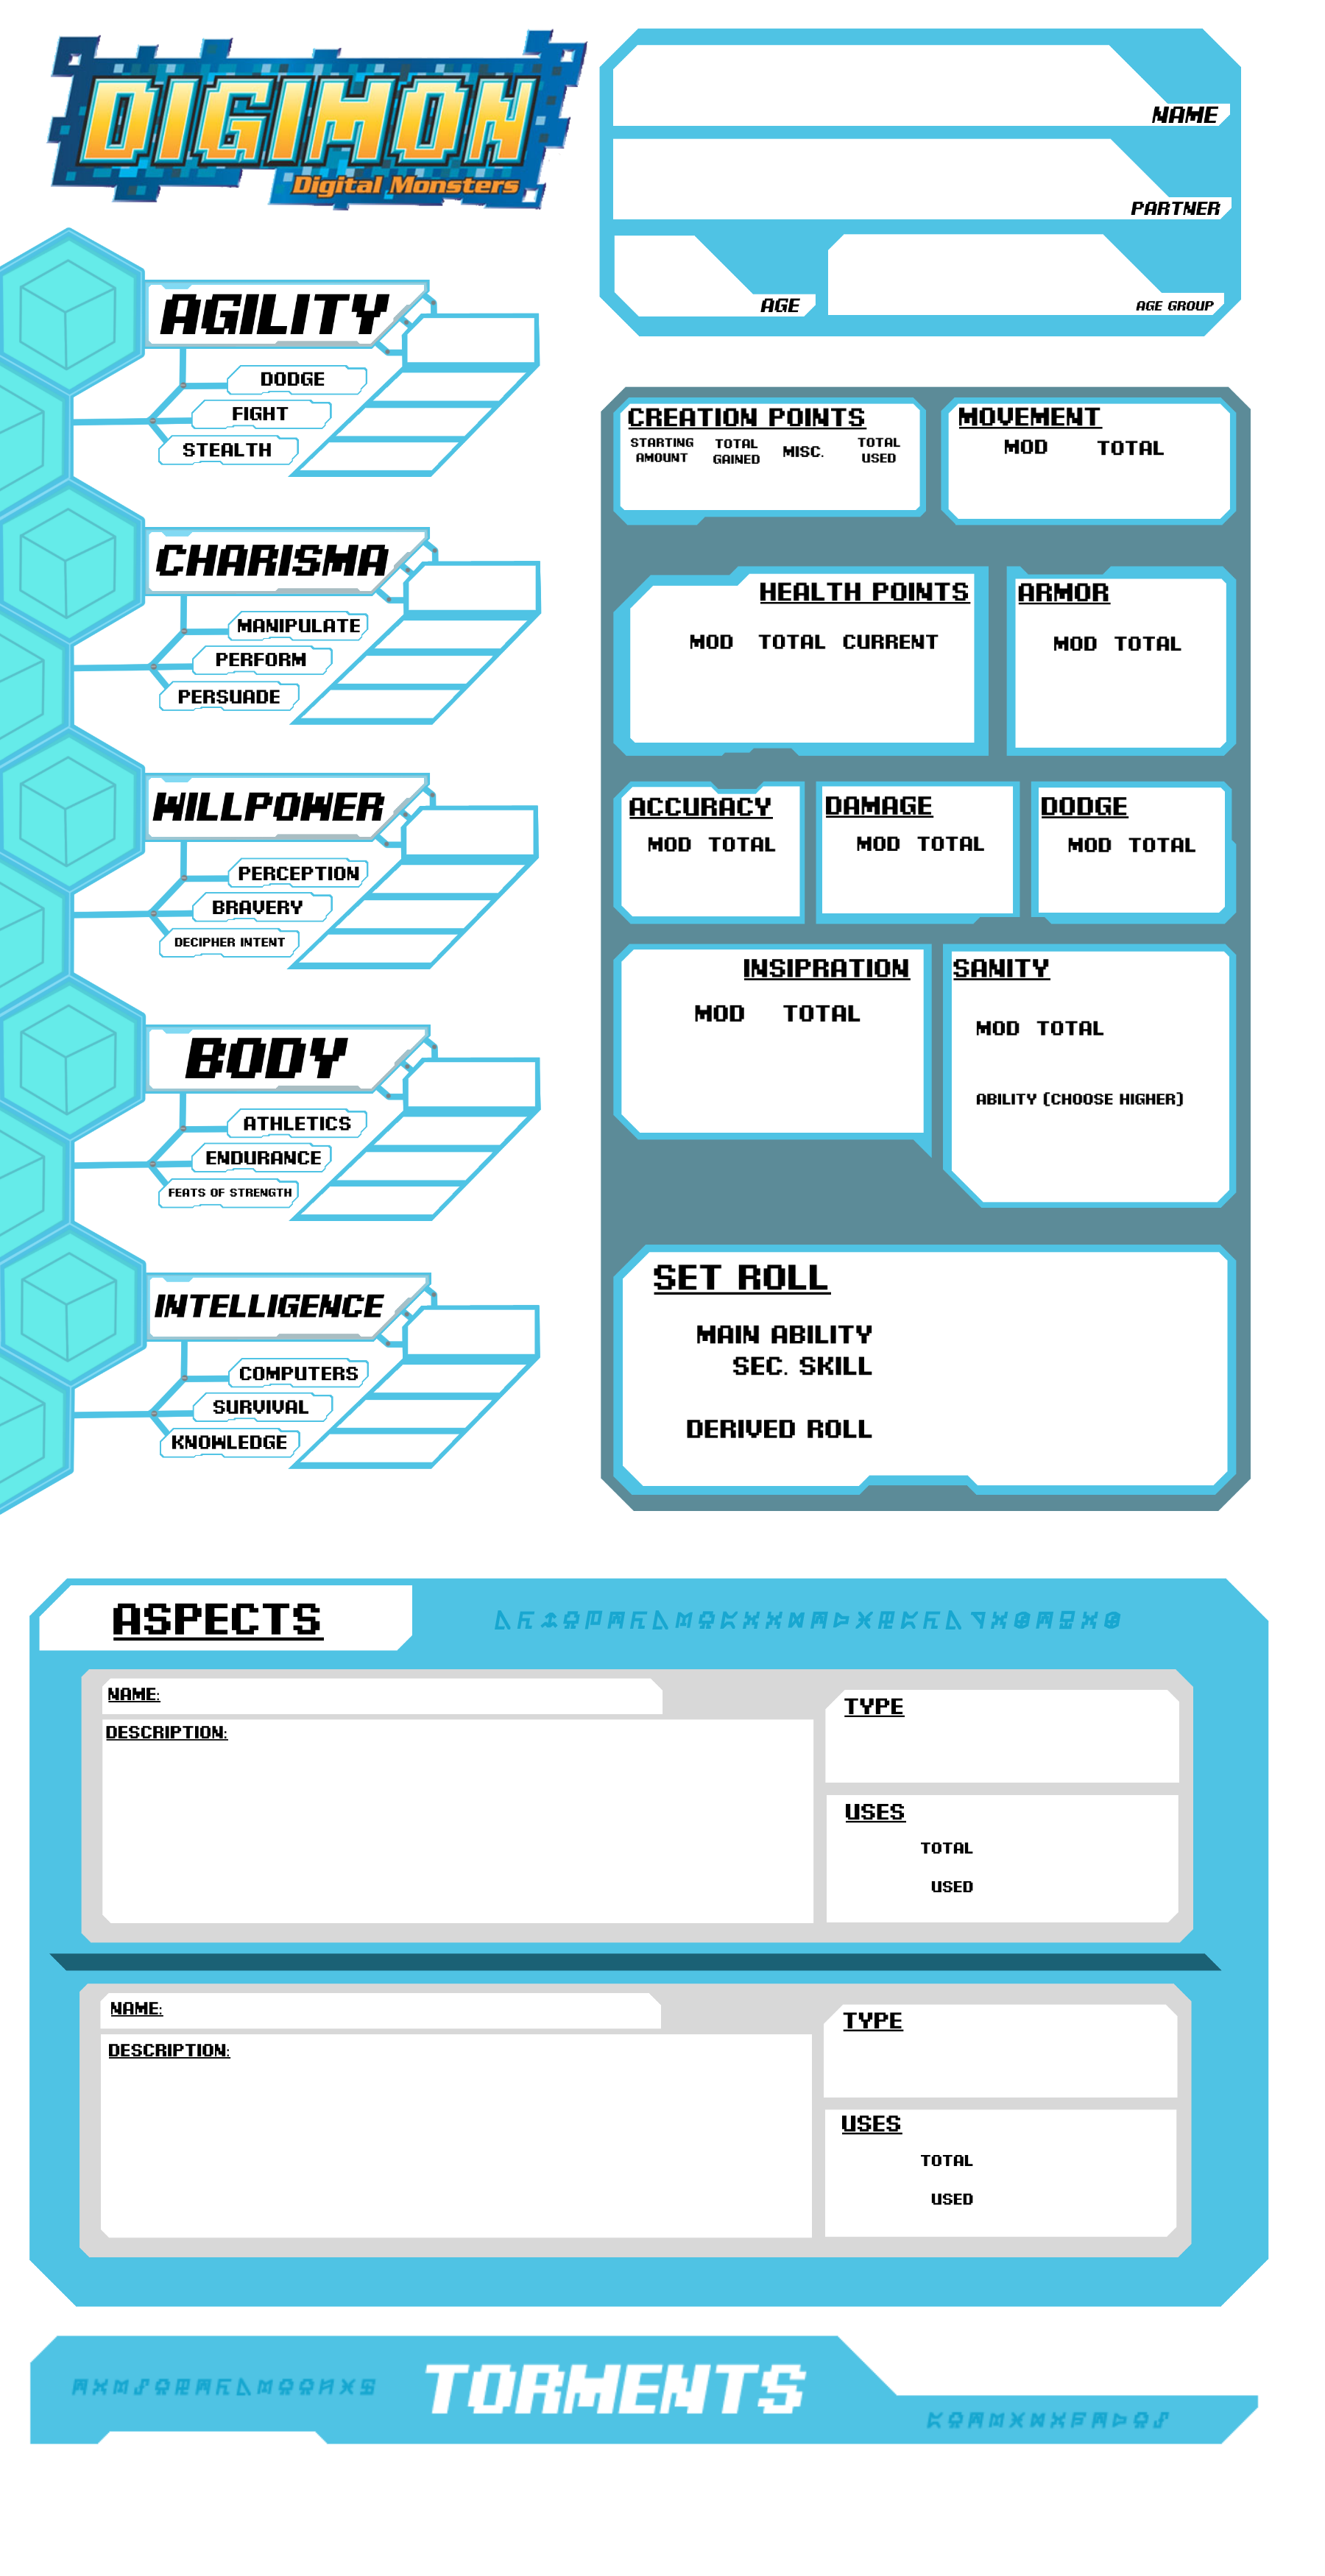 DIGIMON
Digital Monsters
NAME
PARTNER
AGE
AGE GROUP
AGILITY
DODGE
FIGHT
STEALTH
CHARISMA
MANIPULATE
PERFORM
PERSUADE
WILLPOWER
PERCEPTION
BRAVERY
DECIPHER INTENT
BODY
ATHLETICS
ENDURANCE
FEATS OF STRENGTH
INTELLIGENCE
COMPUTERS
SURVIVAL
KNOWLEDGE
CREATION POINTS
STARTING AMOUNT
TOTAL GAINED
MISC.
TOTAL USED
MOVEMENT
MOD TOTAL
HEALTH POINTS
MOD TOTAL CURRENT
ARMOR
MOD TOTAL
ACCURACY
MOD TOTAL
DAMAGE
MOD TOTAL
DODGE
MOD TOTAL
INSIPRATION
MOD TOTAL
SANITY
MOD TOTAL
ABILITY (CHOOSE HIGHER)
SET ROLL
MAIN ABILITY
SEC. SKILL
DERIVED ROLL
ASPECTS
NAME:
DESCRIPTION:
TYPE
USES
TOTAL
USED
NAME:
DESCRIPTION:
TYPE
USES
TOTAL
USED
TORMENTS